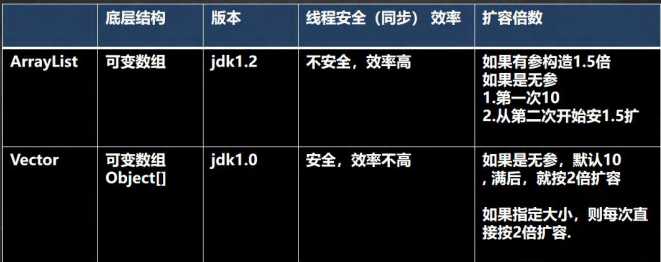 底层结构
版本
线程安全（同步） 效率
扩容倍数
ArrayList
可变数组
jdk1.2
不安全，效率高
如果有参构造1.5倍
如果是无参
1.第一次10
2.从第二次开始安1.5扩
Vector
可变数组
Object[]
jdk1.0
安全，效率不高
如果是无参，默认10
, 满后，就按2倍扩容
如果指定大小，则每次直
接按2倍扩容.